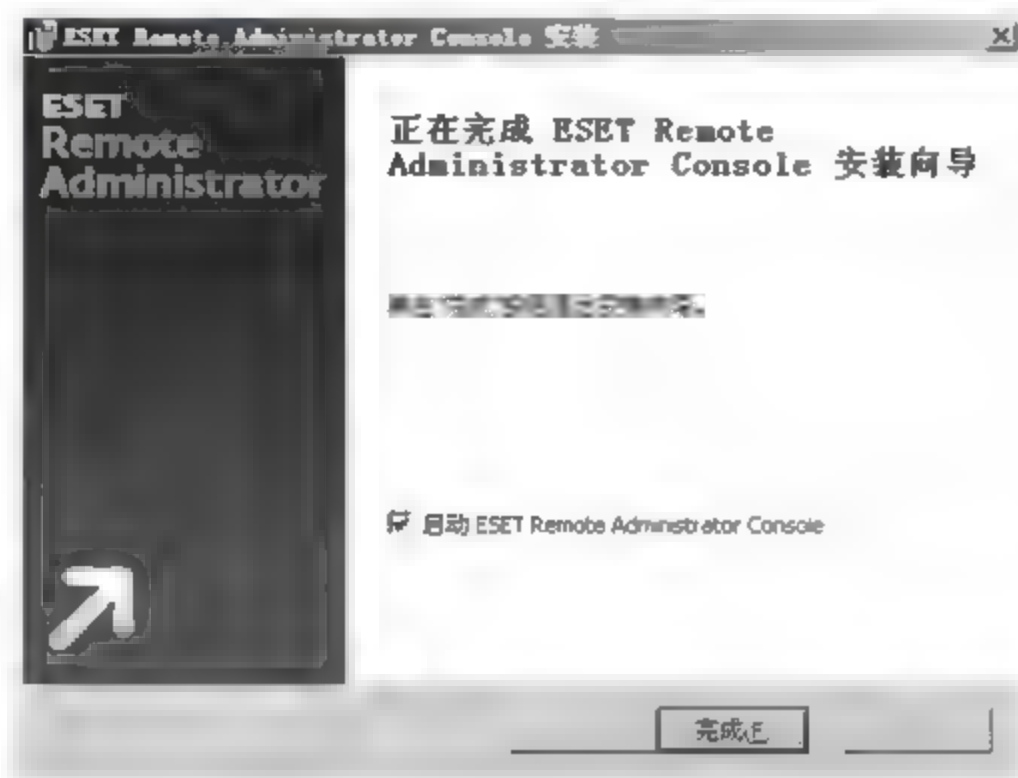 ESET Remote Administrator Console 安装
ESET
Remote
Administrator
正在完成 ESET Remote
Administrator Console 安装向导
启动 ESET Remote Administrator Console
完成(F)